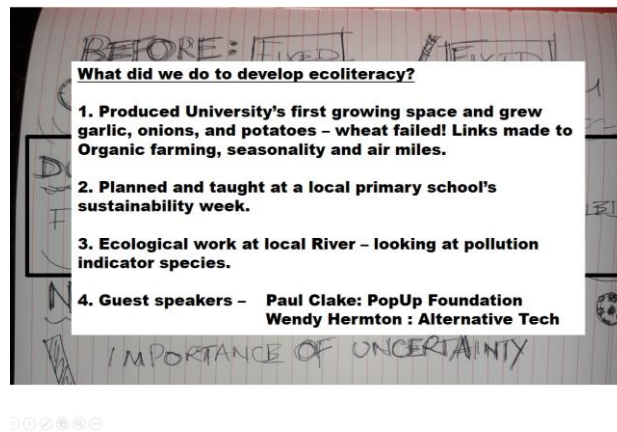 BEFORE: FIXED / FIXED
What did we do to develop ecoliteracy?
1. Produced University's first growing space and grew
garlic, onions, and potatoes – wheat failed! Links made to
Organic farming, seasonality and air miles.
2. Planned and taught at a local primary school's
sustainability week.
3. Ecological work at local River – looking at pollution
indicator species.
4. Guest speakers – Paul Clake: PopUp Foundation
Wendy Hermton : Alternative Tech
IMPORTANCE OF UNCERTAINTY